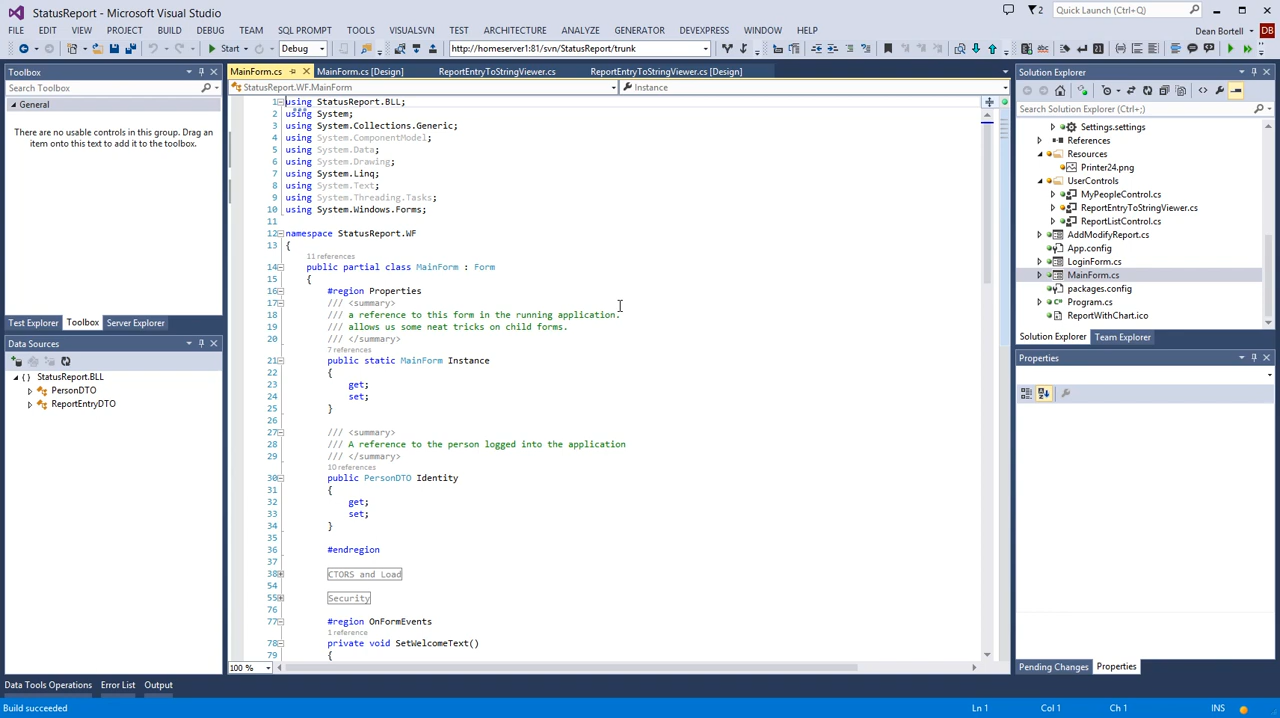 StatusReport - Microsoft Visual Studio
2
Quick Launch (Ctrl+Q)
FILE EDIT VIEW PROJECT BUILD DEBUG TEAM SQL PROMPT TOOLS VISUALSVN TEST ARCHITECTURE ANALYZE GENERATOR DEVEXPRESS WINDOW HELP
Dean Bortell
DB
Start
Debug
http://homeserver1:81/svn/StatusReport/trunk
Toolbox
Search Toolbox
General
There are no usable controls in this group. Drag an
item onto this text to add it to the toolbox.
Test Explorer Toolbox Server Explorer
Data Sources
StatusReport.BLL
PersonDTO
ReportEntryDTO
MainForm.cs
MainForm.cs [Design]
ReportEntryToStringViewer.cs
ReportEntryToStringViewer.cs [Design]
StatusReport.WF.MainForm
Instance
1 using StatusReport.BLL;
2 using System;
3 using System.Collections.Generic;
4 using System.ComponentModel;
5 using System.Data;
6 using System.Drawing;
7 using System.Linq;
8 using System.Text;
9 using System.Threading.Tasks;
10 using System.Windows.Forms;
11
12 namespace StatusReport.WF
13 {
11 references
14 public partial class MainForm : Form
15 {
16 #region Properties
17 /// <summary>
18 /// a reference to this form in the running application.
19 /// allows us some neat tricks on child forms.
20 /// </summary>
7 references
21 public static MainForm Instance
22 {
23 get;
24 set;
25 }
26
27 /// <summary>
28 /// A reference to the person logged into the application
29 /// </summary>
10 references
30 public PersonDTO Identity
31 {
32 get;
33 set;
34 }
35
36 #endregion
37
38 CTORS and Load
54
55 Security
76
77 #region OnFormEvents
1 reference
78 private void SetWelcomeText()
79 {
100 %
Solution Explorer
Search Solution Explorer (Ctrl+;)
Settings.settings
References
Resources
Printer24.png
UserControls
MyPeopleControl.cs
ReportEntryToStringViewer.cs
ReportListControl.cs
AddModifyReport.cs
App.config
LoginForm.cs
MainForm.cs
packages.config
Program.cs
ReportWithChart.ico
Solution Explorer Team Explorer
Properties
Pending Changes Properties
Data Tools Operations Error List Output
Build succeeded
Ln 1 Col 1 Ch 1 INS